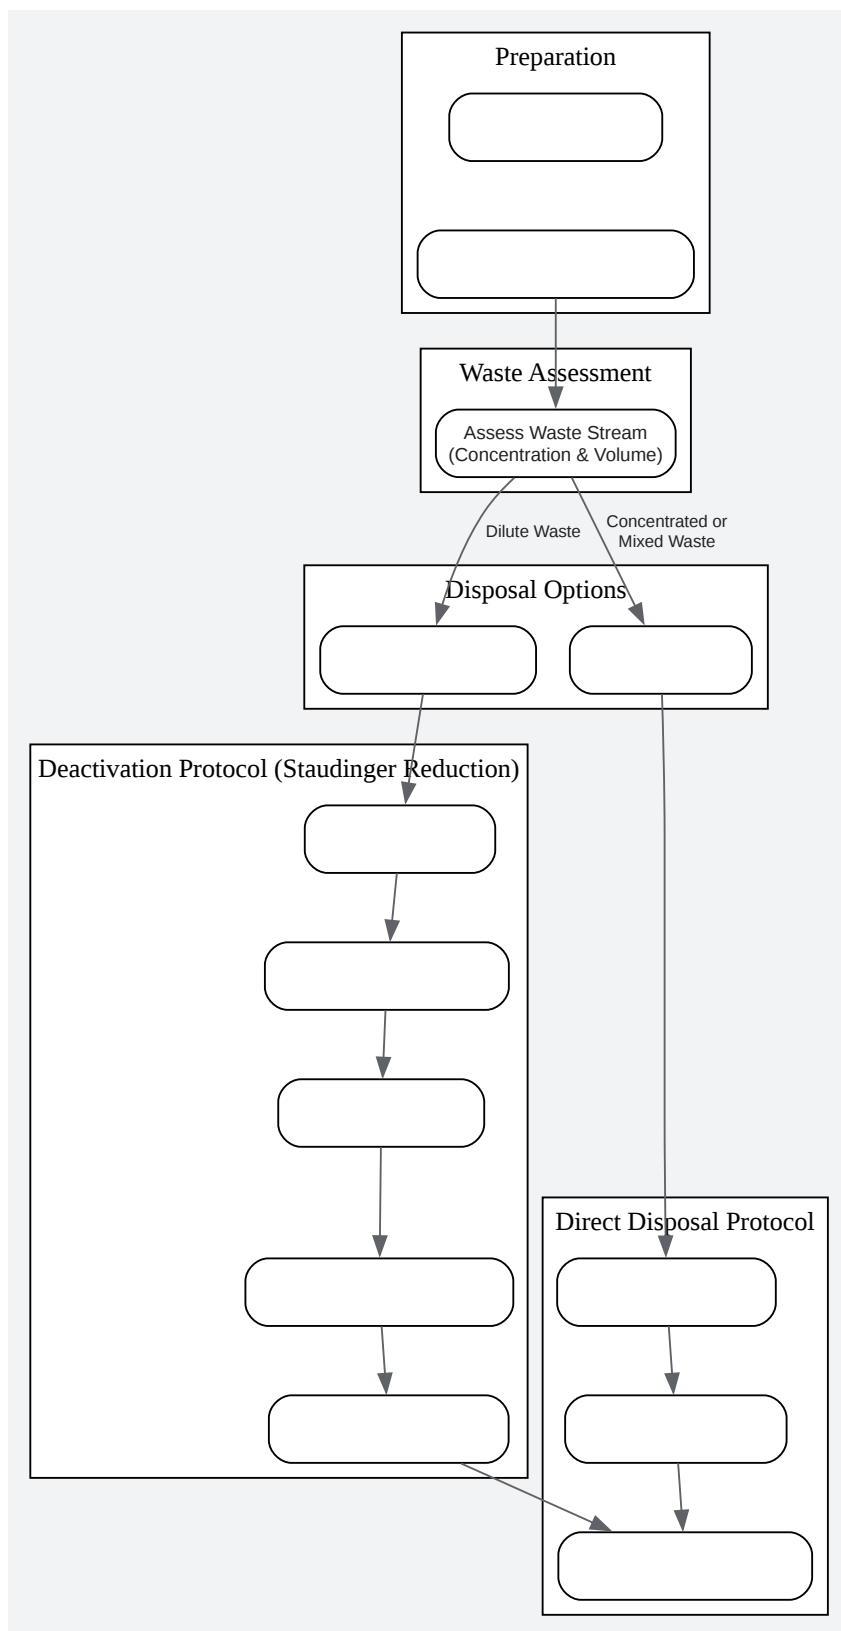 Preparation
Waste Assessment
Assess Waste Stream
(Concentration & Volume)
Dilute Waste
Concentrated or
Mixed Waste
Disposal Options
Deactivation Protocol (Staudinger Reduction)
Direct Disposal Protocol